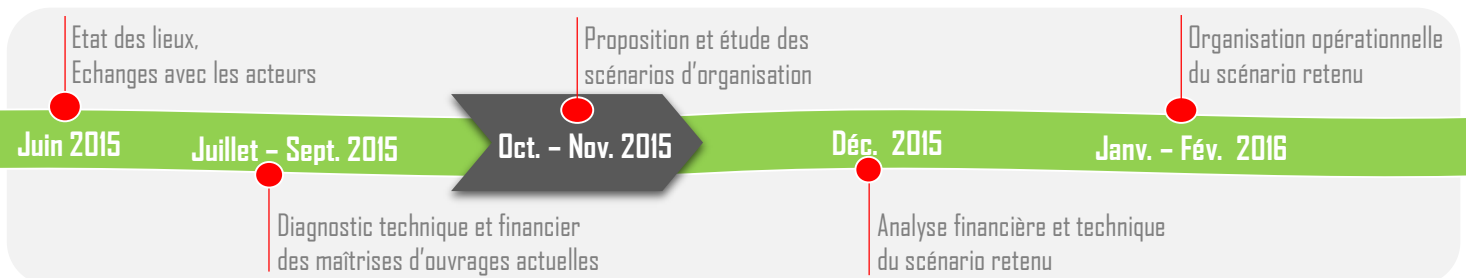 Etat des lieux,
Echanges avec les acteurs
Proposition et étude des
scénarios d'organisation
Organisation opérationnelle
du scénario retenu
Juin 2015
Juillet – Sept. 2015
Oct. – Nov. 2015
Déc. 2015
Janv. – Fév. 2016
Diagnostic technique et financier
des maîtrises d'ouvrages actuelles
Analyse financière et technique
du scénario retenu